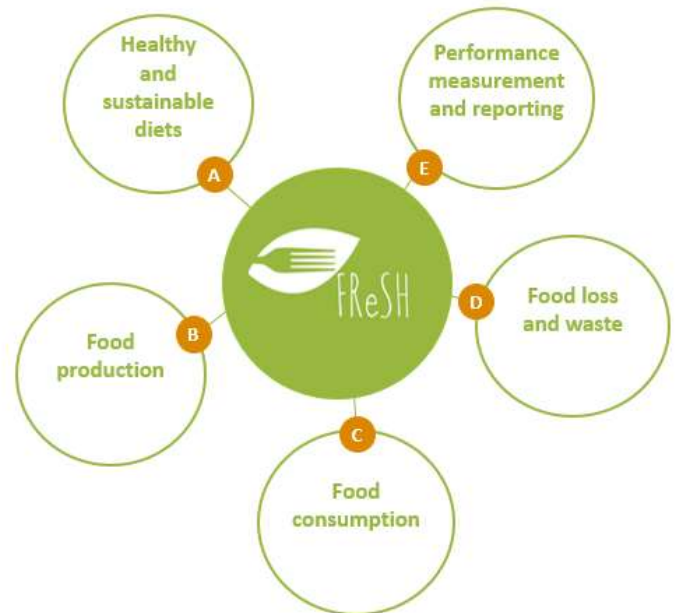 Healthy
and
sustainable
diets
A
Performance
measurement
and reporting
E
FReSH
Food
production
B
Food loss
and waste
D
C
Food
consumption